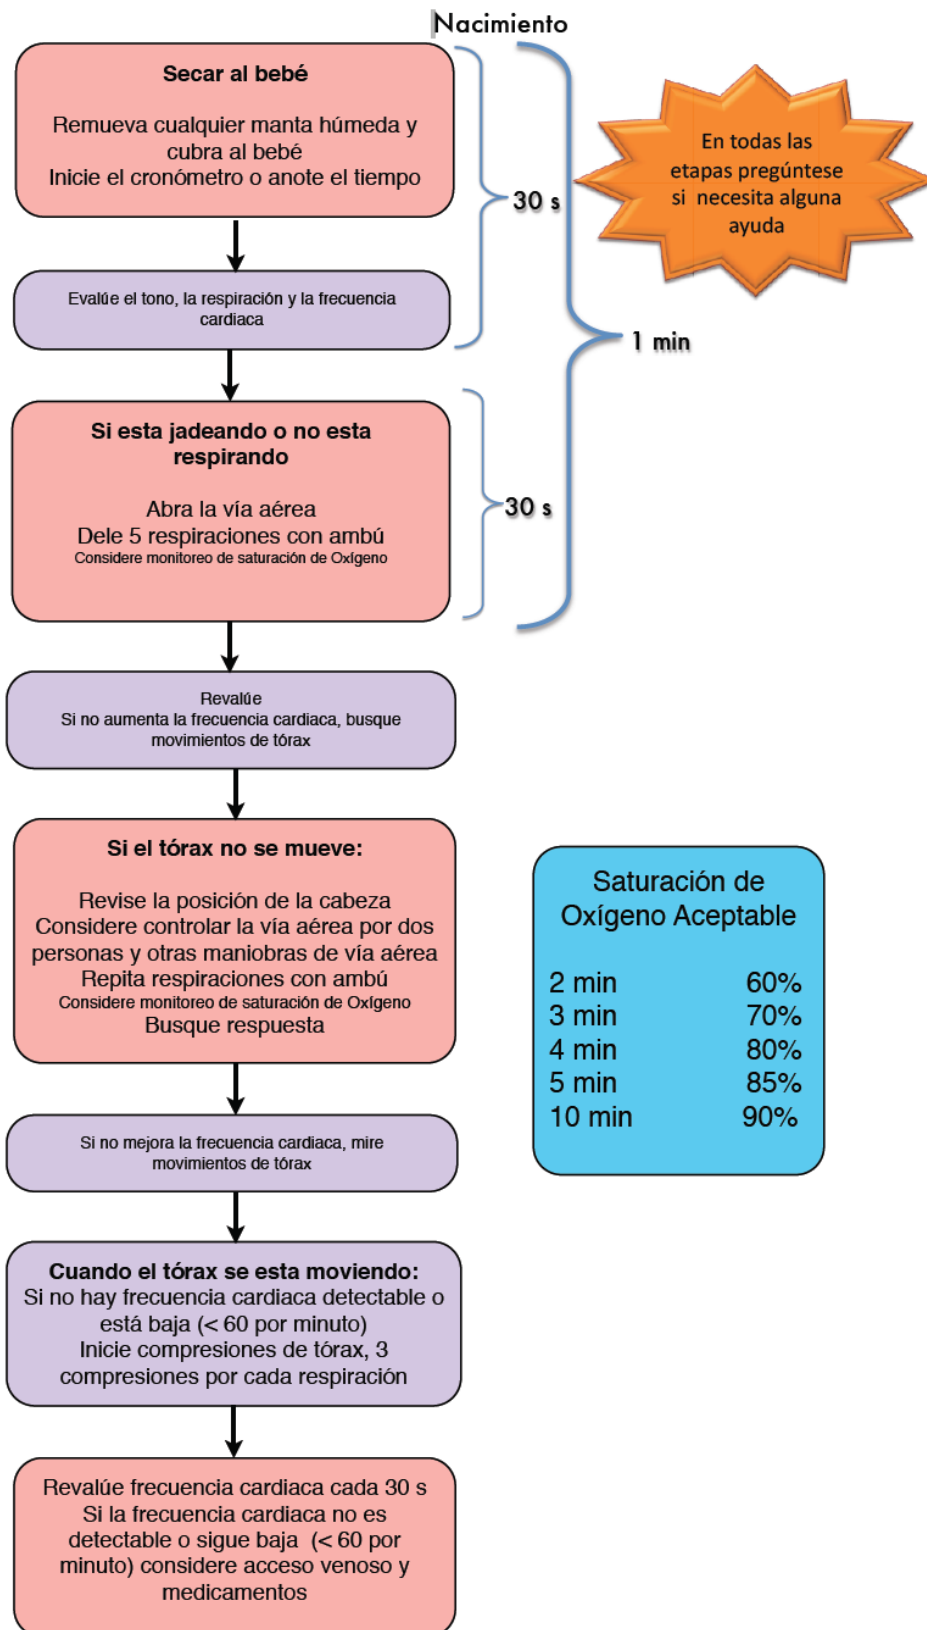 Nacimiento
Secar al bebé
Remueva cualquier manta húmeda y
cubra al bebé
Inicie el cronómetro o anote el tiempo
En todas las
etapas pregúntese
si necesita alguna
ayuda
30 s
Evalúe el tono, la respiración y la frecuencia
cardiaca
1 min
Si esta jadeando o no esta
respirando
Abra la vía aérea
Dele 5 respiraciones con ambú
Considere monitoreo de saturación de Oxígeno
30 s
Revalúe
Si no aumenta la frecuencia cardiaca, busque
movimientos de tórax
Si el tórax no se mueve:
Revise la posición de la cabeza
Considere controlar la vía aérea por dos
personas y otras maniobras de vía aérea
Repita respiraciones con ambú
Considere monitoreo de saturación de Oxígeno
Busque respuesta
Saturación de
Oxígeno Aceptable
2 min 60%
3 min 70%
4 min 80%
5 min 85%
10 min 90%
Si no mejora la frecuencia cardiaca, mire
movimientos de tórax
Cuando el tórax se esta moviendo:
Si no hay frecuencia cardiaca detectable o
está baja (< 60 por minuto)
Inicie compresiones de tórax, 3
compresiones por cada respiración
Revalúe frecuencia cardiaca cada 30 s
Si la frecuencia cardiaca no es
detectable o sigue baja (< 60 por
minuto) considere acceso venoso y
medicamentos